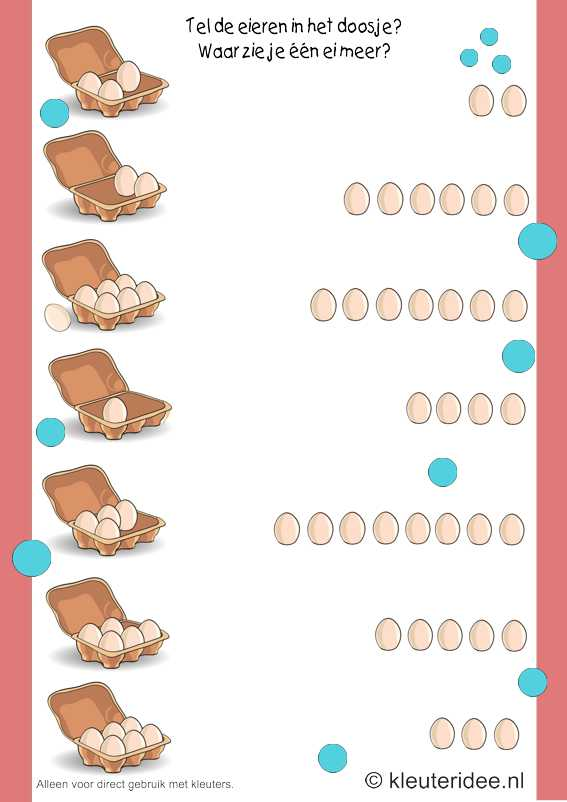 Tel de eieren in het doosje?
Waar zie je één ei meer?
Alleen voor direct gebruik met kleuters.
© kleuteridee.nl